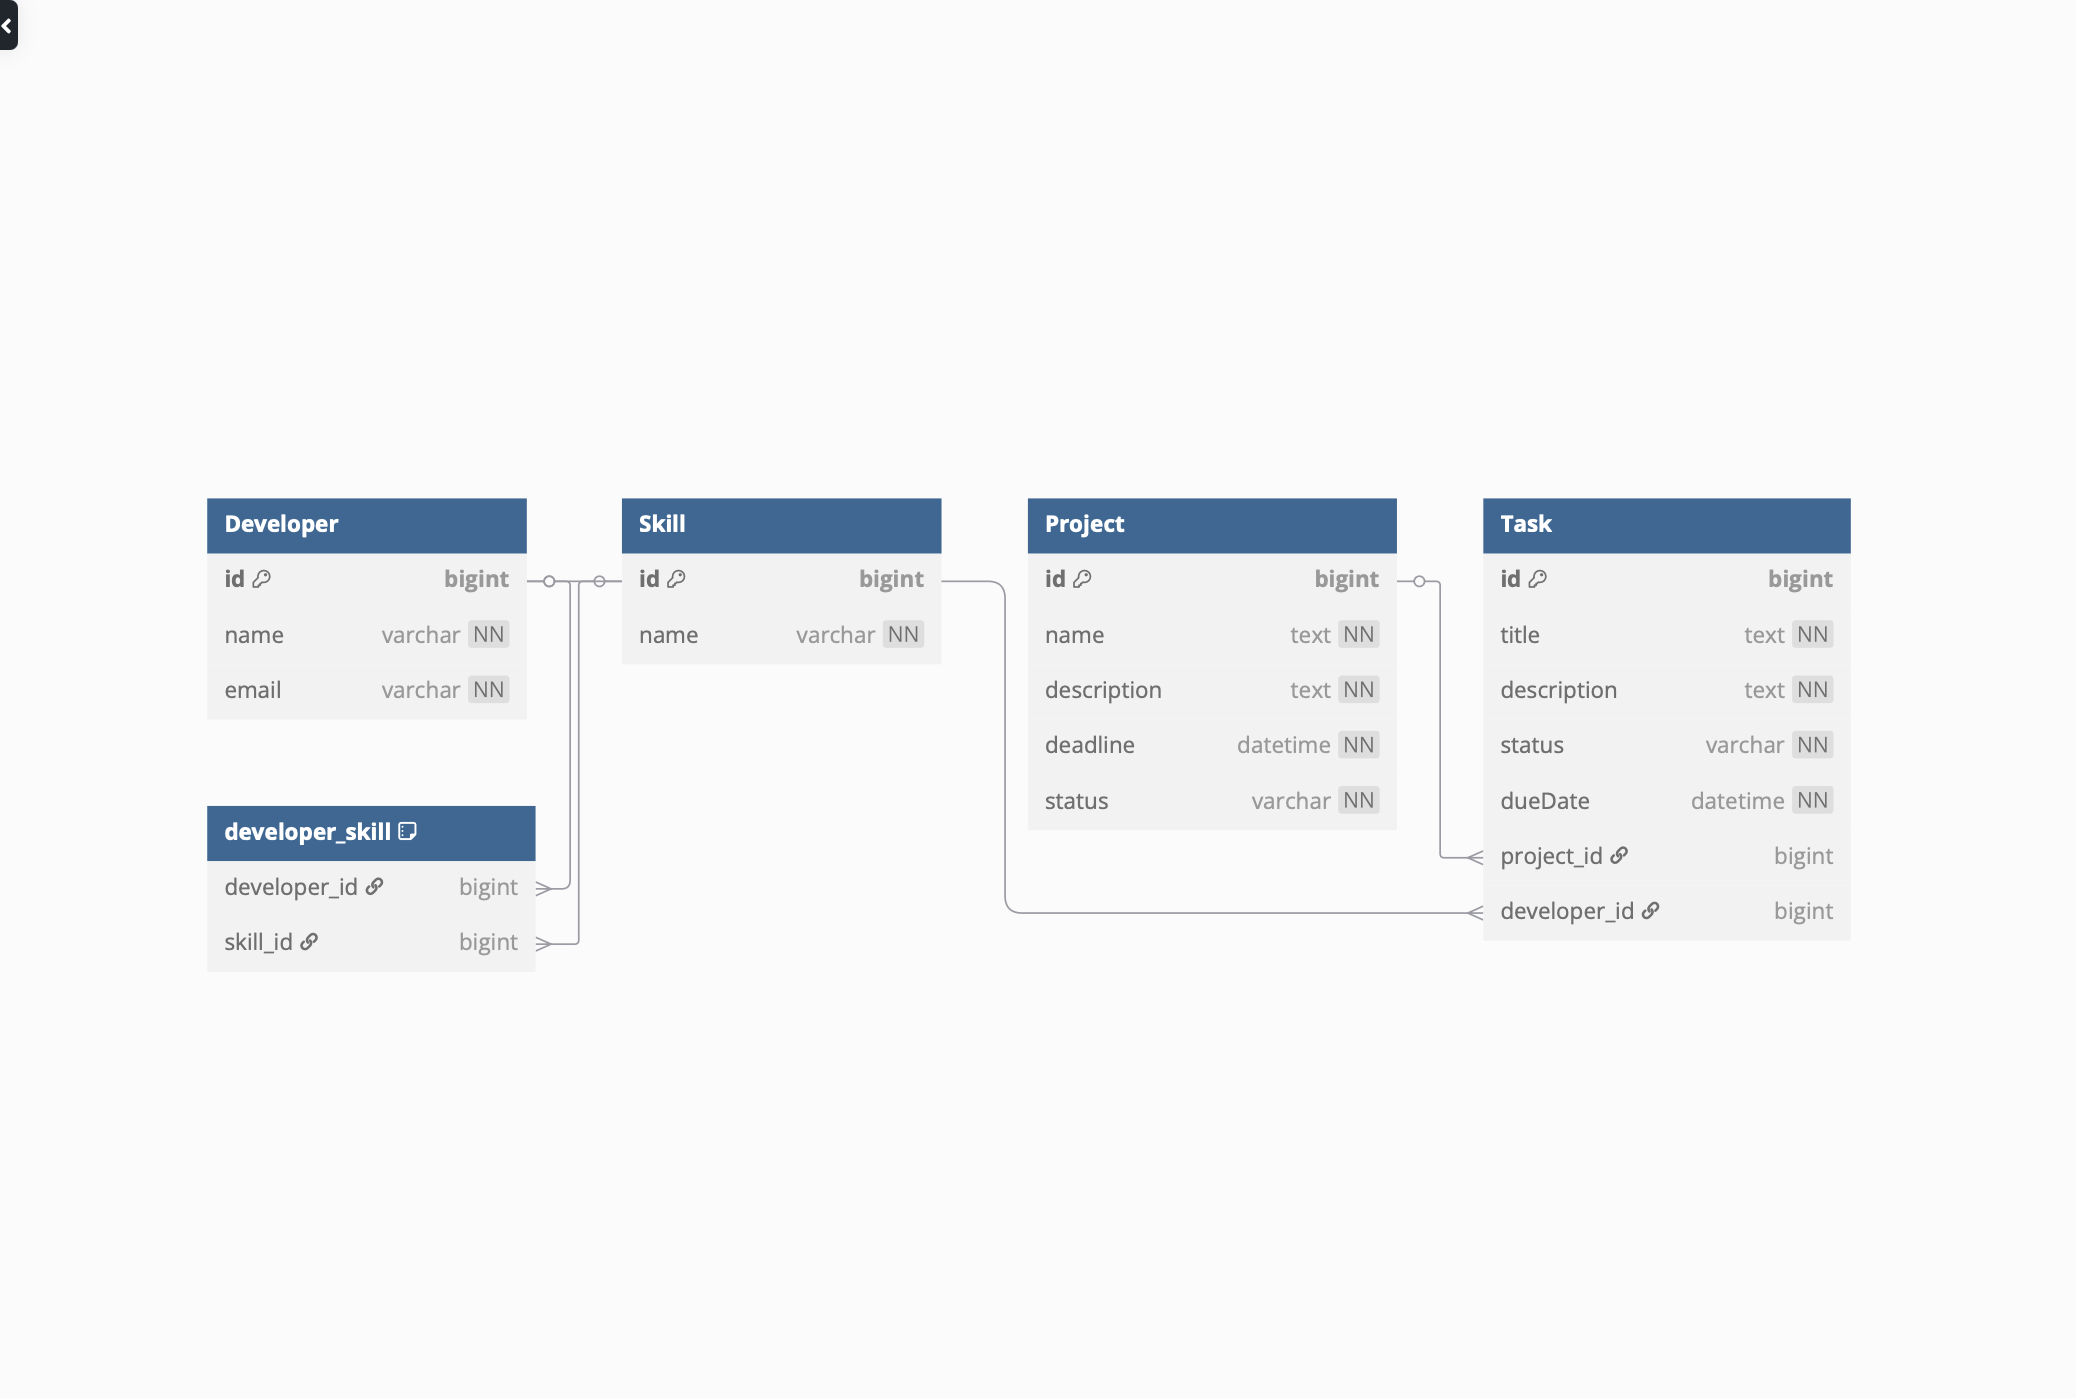 Developer
id bigint
name varchar NN
email varchar NN
developer_skill
developer_id bigint
skill_id bigint
Skill
id bigint
name varchar NN
Project
id bigint
name text NN
description text NN
deadline datetime NN
status varchar NN
Task
id bigint
title text NN
description text NN
status varchar NN
dueDate datetime NN
project_id bigint
developer_id bigint